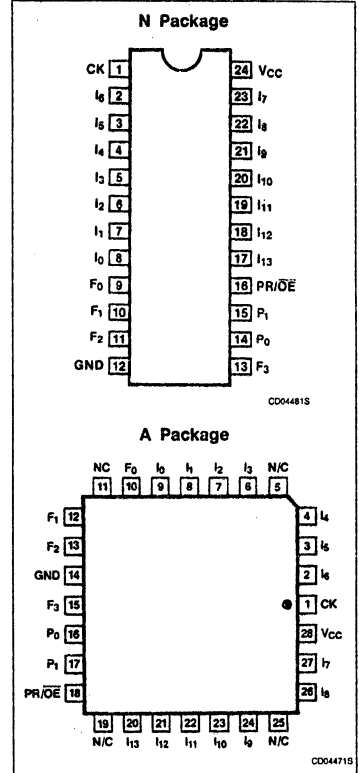 N Package
CK 1 24 VCC
I6 2 23 I7
I5 3 22 I8
I4 4 21 I9
I3 5 20 I10
I2 6 19 I11
I1 7 18 I12
I0 8 17 I13
F0 9 16 PR/OE
F1 10 15 P1
F2 11 14 P0
GND 12 13 F3
CD04481S
A Package
NC F0 I0 I1 I2 I3 N/C
11 10 9 8 7 6 5
F1 12 4 I4
F2 13 3 I5
GND 14 2 I6
F3 15 1 CK
P0 16 28 VCC
P1 17 27 I7
PR/OE 18 26 I8
19 20 21 22 23 24 25
N/C I13 I12 I11 I10 I9 N/C
CD04471S